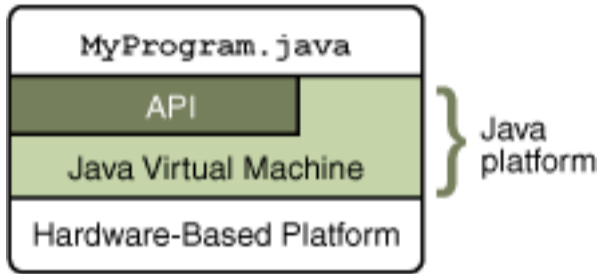 MyProgram.java
API
Java Virtual Machine
Java
platform
Hardware-Based Platform